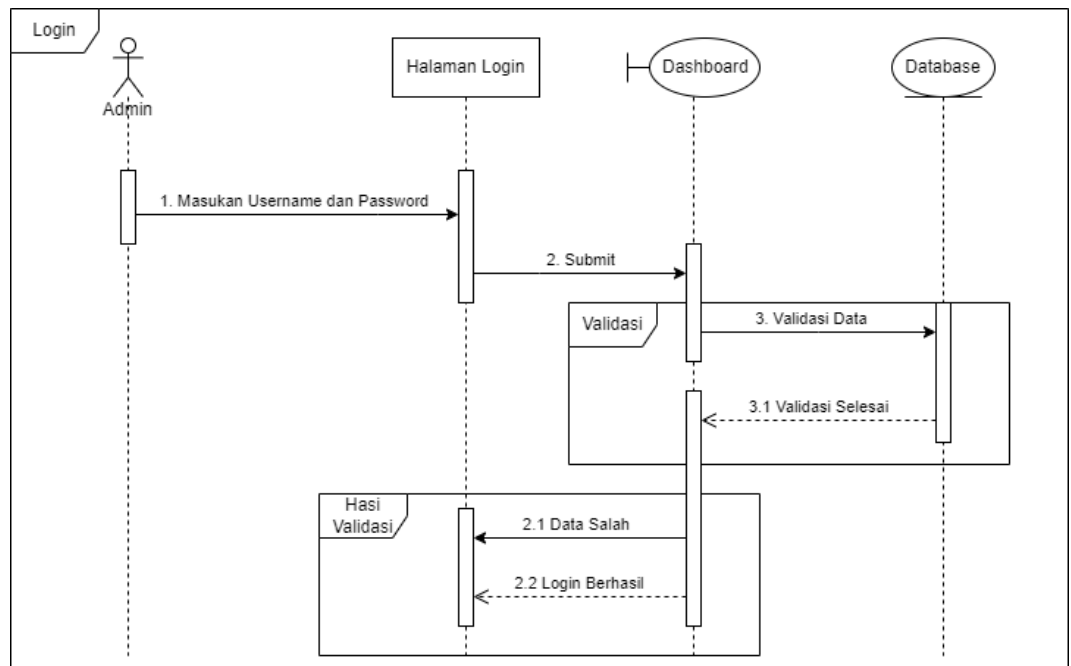 Login
Admin
Halaman Login
Dashboard
Database
1. Masukan Username dan Password
2. Submit
Validasi
3. Validasi Data
3.1 Validasi Selesai
Hasi
Validasi
2.1 Data Salah
2.2 Login Berhasil